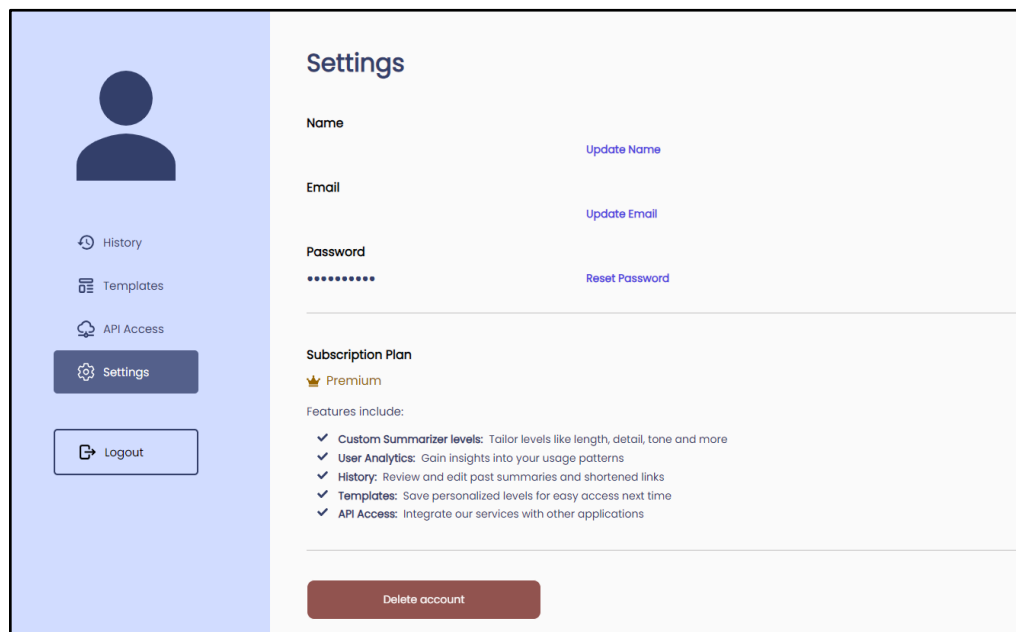 History
Templates
API Access
Settings
Logout
Settings
Name
Update Name
Email
Update Email
Password
•••••••••• Reset Password
Subscription Plan
Premium
Features include:
Custom Summarizer levels: Tailor levels like length, detail, tone and more
User Analytics: Gain insights into your usage patterns
History: Review and edit past summaries and shortened links
Templates: Save personalized levels for easy access next time
API Access: Integrate our services with other applications
Delete account